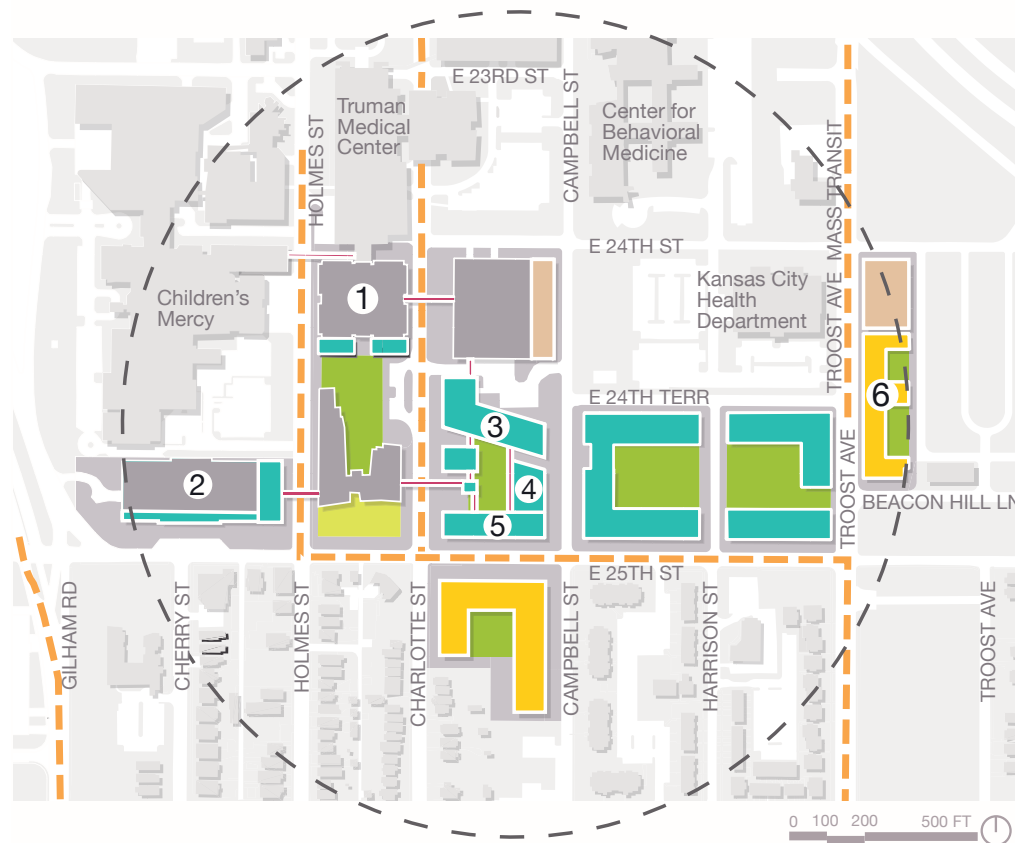 E 23RD ST
Truman
Medical
Center
Center for
Behavioral
Medicine
HOLMES ST
CAMPBELL ST
TROOST AVE MASS TRANSIT
E 24TH ST
Children's
Mercy
1
Kansas City
Health
Department
E 24TH TERR
6
3
2
4
5
TROOST AVE
BEACON HILL LN
E 25TH ST
GILHAM RD
CHERRY ST
HOLMES ST
CHARLOTTE ST
CAMPBELL ST
HARRISON ST
TROOST AVE
0 100 200 500 FT